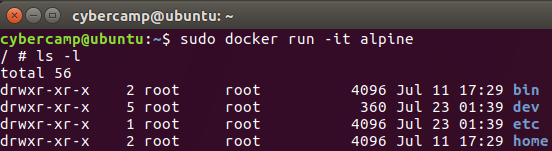 cybercamp@ubuntu: ~
cybercamp@ubuntu:~$ sudo docker run -it alpine
/ # ls -l
total 56
drwxr-xr-x    2 root     root          4096 Jul 11 17:29 bin
drwxr-xr-x    5 root     root           360 Jul 23 01:39 dev
drwxr-xr-x    1 root     root          4096 Jul 23 01:39 etc
drwxr-xr-x    2 root     root          4096 Jul 11 17:29 home